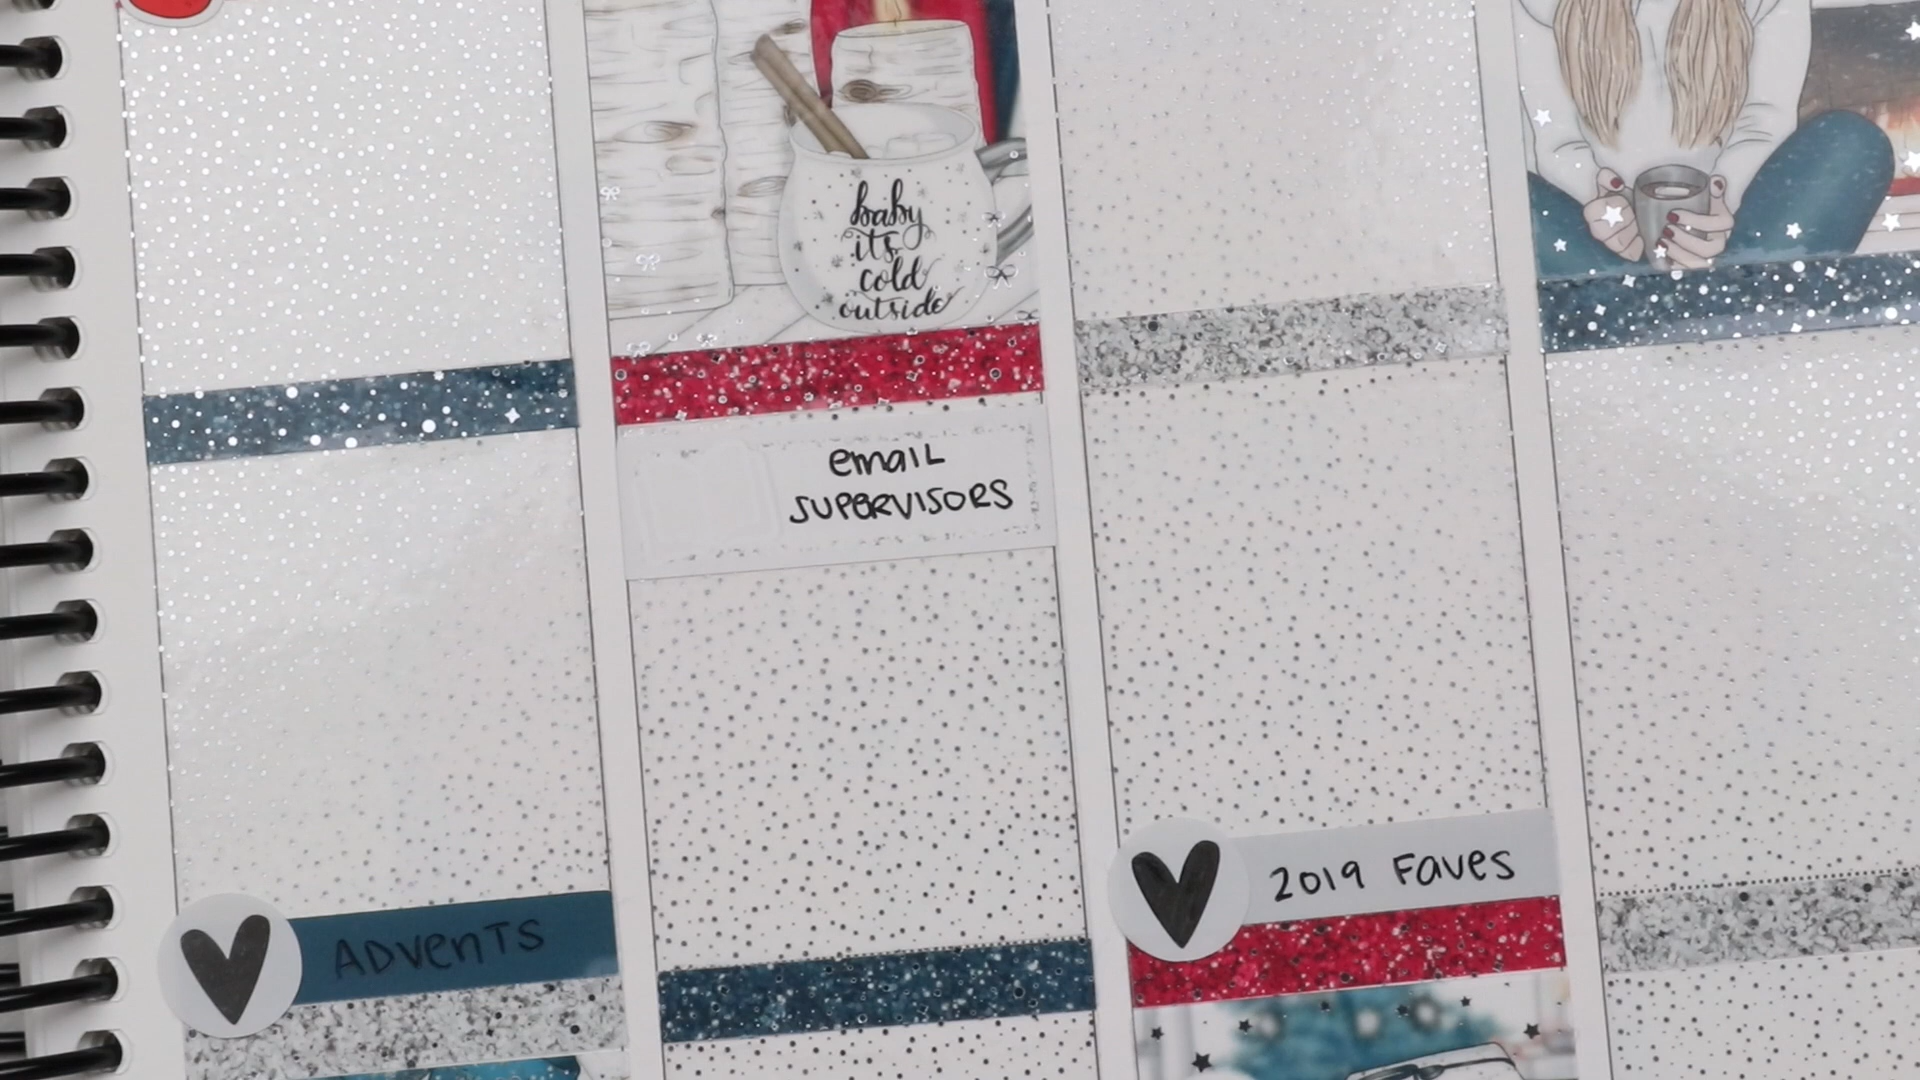 baby
it's
cold
outside
email
SUPERVISORS
2019 Faves
ADVENTS